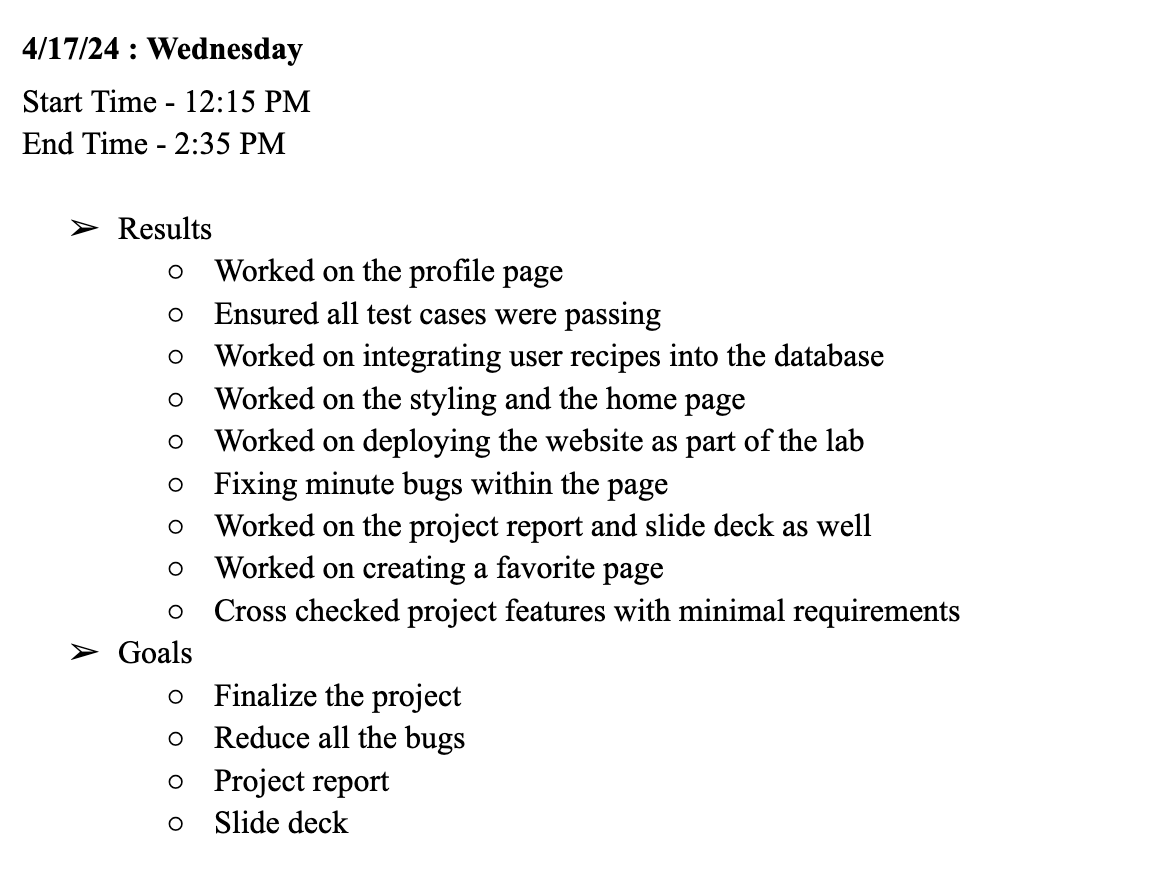 4/17/24 : Wednesday
Start Time - 12:15 PM
End Time - 2:35 PM
➢ Results
○ Worked on the profile page
○ Ensured all test cases were passing
○ Worked on integrating user recipes into the database
○ Worked on the styling and the home page
○ Worked on deploying the website as part of the lab
○ Fixing minute bugs within the page
○ Worked on the project report and slide deck as well
○ Worked on creating a favorite page
○ Cross checked project features with minimal requirements
➢ Goals
○ Finalize the project
○ Reduce all the bugs
○ Project report
○ Slide deck